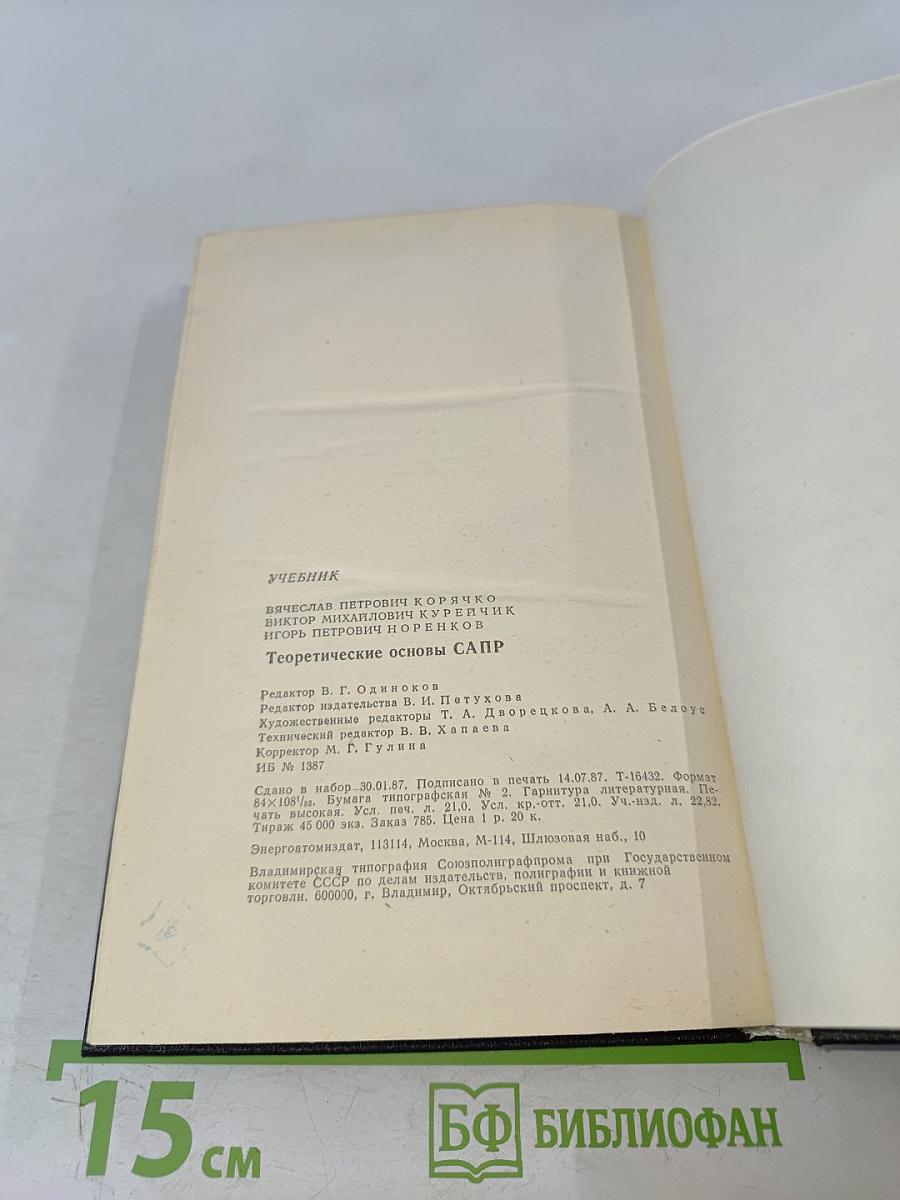 УЧЕБНИК
ВЯЧЕСЛАВ ПЕТРОВИЧ КОРЯЧКО
ВИКТОР МИХАЙЛОВИЧ КУРЕЙЧИК
ИГОРЬ ПЕТРОВИЧ НОРЕНКОВ
Теоретические основы САПР
Редактор В. Г. Одиноков
Редактор издательства В. И. Петухова
Художественные редакторы Т. А. Дворецкова, А. А. Белоус
Технический редактор В. В. Хапаева
Корректор М. Г. Гулина
ИБ № 1387
Сдано в набор 30.01.87. Подписано в печать 14.07.87. Т-16432. Формат
84×108¹/₃₂. Бумага типографская № 2. Гарнитура литературная. Пе-
чать высокая. Усл. печ. л. 21,0. Усл. кр.-отт. 21,0. Уч.-изд. л. 22,82.
Тираж 45 000 экз. Заказ 785. Цена 1 р. 20 к.
Энергоатомиздат, 113114, Москва, М-114, Шлюзовая наб., 10
Владимирская типография Союзполиграфпрома при Государственном
комитете СССР по делам издательств, полиграфии и книжной
торговли. 600000, г. Владимир, Октябрьский проспект, д. 7
15 см
БФ БИБЛИОФАН